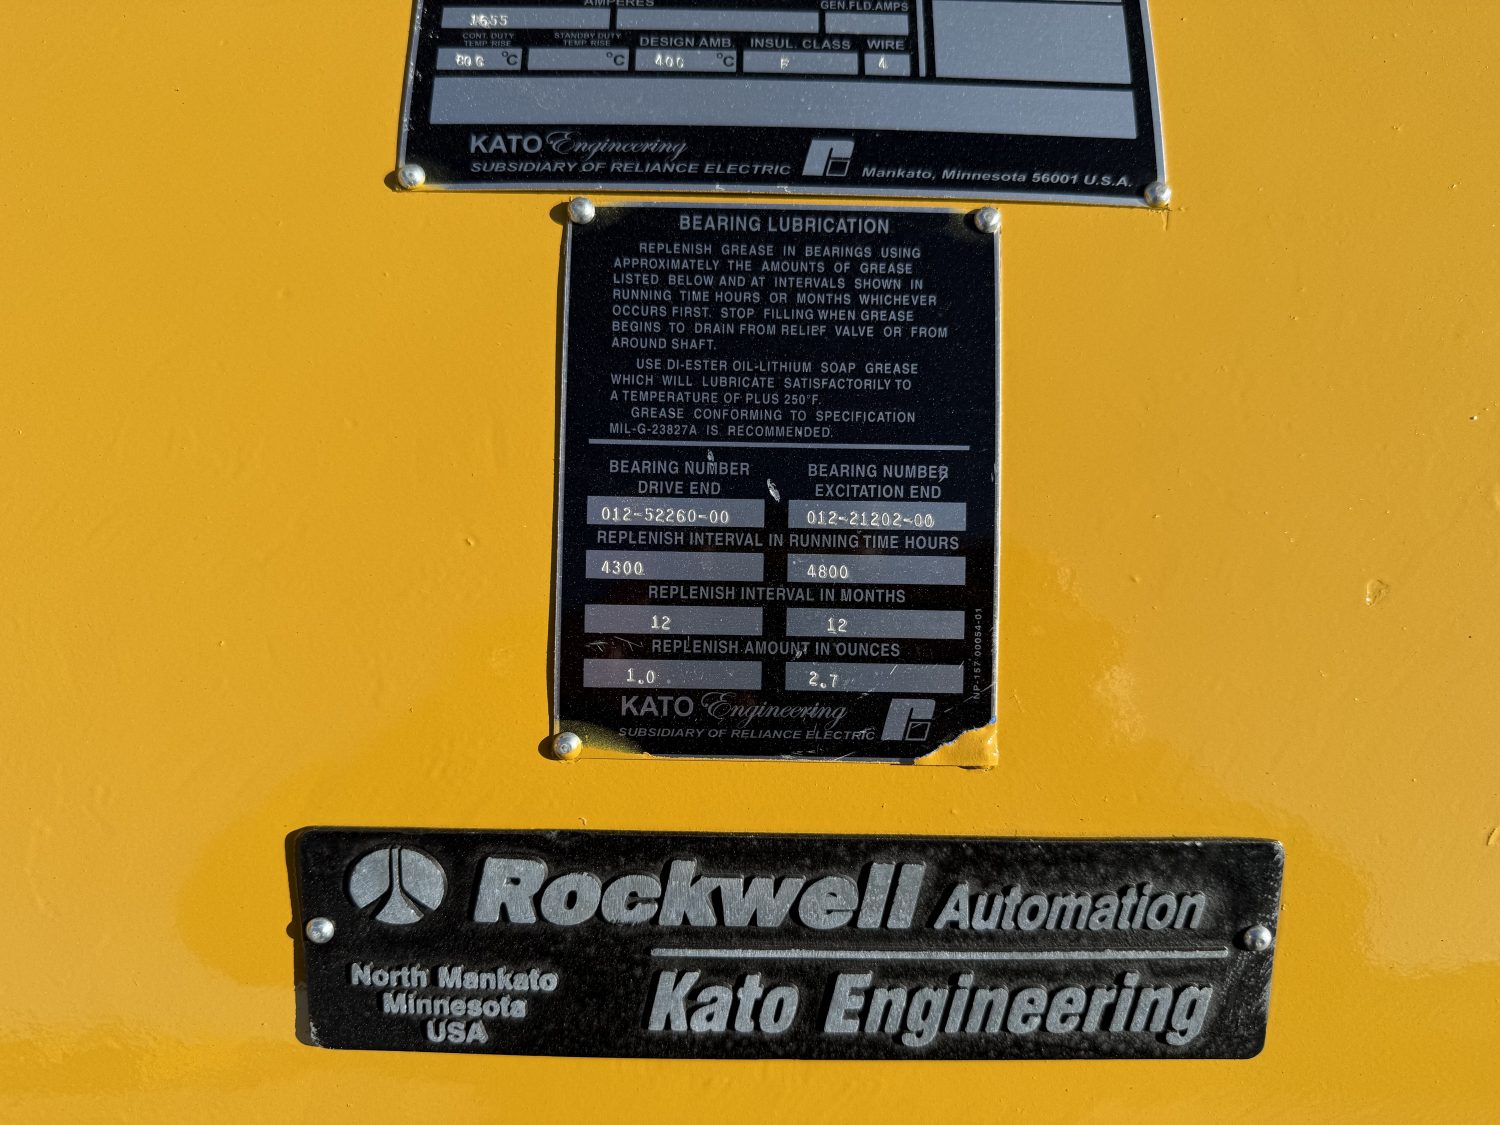 AMPERES
GEN.FLD.AMPS
1655
CONT. DUTY TEMP. RISE
STANDBY DUTY TEMP. RISE
DESIGN AMB.
INSUL. CLASS
WIRE
°C
°C
°C
F
4
KATO Engineering
SUBSIDIARY OF RELIANCE ELECTRIC
Mankato, Minnesota 56001 U.S.A.
BEARING LUBRICATION
REPLENISH GREASE IN BEARINGS USING
APPROXIMATELY THE AMOUNTS OF GREASE
LISTED BELOW AND AT INTERVALS SHOWN IN
RUNNING TIME HOURS OR MONTHS WHICHEVER
OCCURS FIRST. STOP FILLING WHEN GREASE
BEGINS TO DRAIN FROM RELIEF VALVE OR FROM
AROUND SHAFT.
USE DI-ESTER OIL-LITHIUM SOAP GREASE
WHICH WILL LUBRICATE SATISFACTORILY TO
A TEMPERATURE OF PLUS 250°F.
GREASE CONFORMING TO SPECIFICATION
MIL-G-23827A IS RECOMMENDED.
BEARING NUMBER
DRIVE END
BEARING NUMBER
EXCITATION END
012-52260-00
012-21202-00
REPLENISH INTERVAL IN RUNNING TIME HOURS
4300
4800
REPLENISH INTERVAL IN MONTHS
12
12
REPLENISH AMOUNT IN OUNCES
1.0
2.7
NP-157 00054-01
KATO Engineering
SUBSIDIARY OF RELIANCE ELECTRIC
Rockwell Automation
North Mankato
Minnesota
USA
Kato Engineering